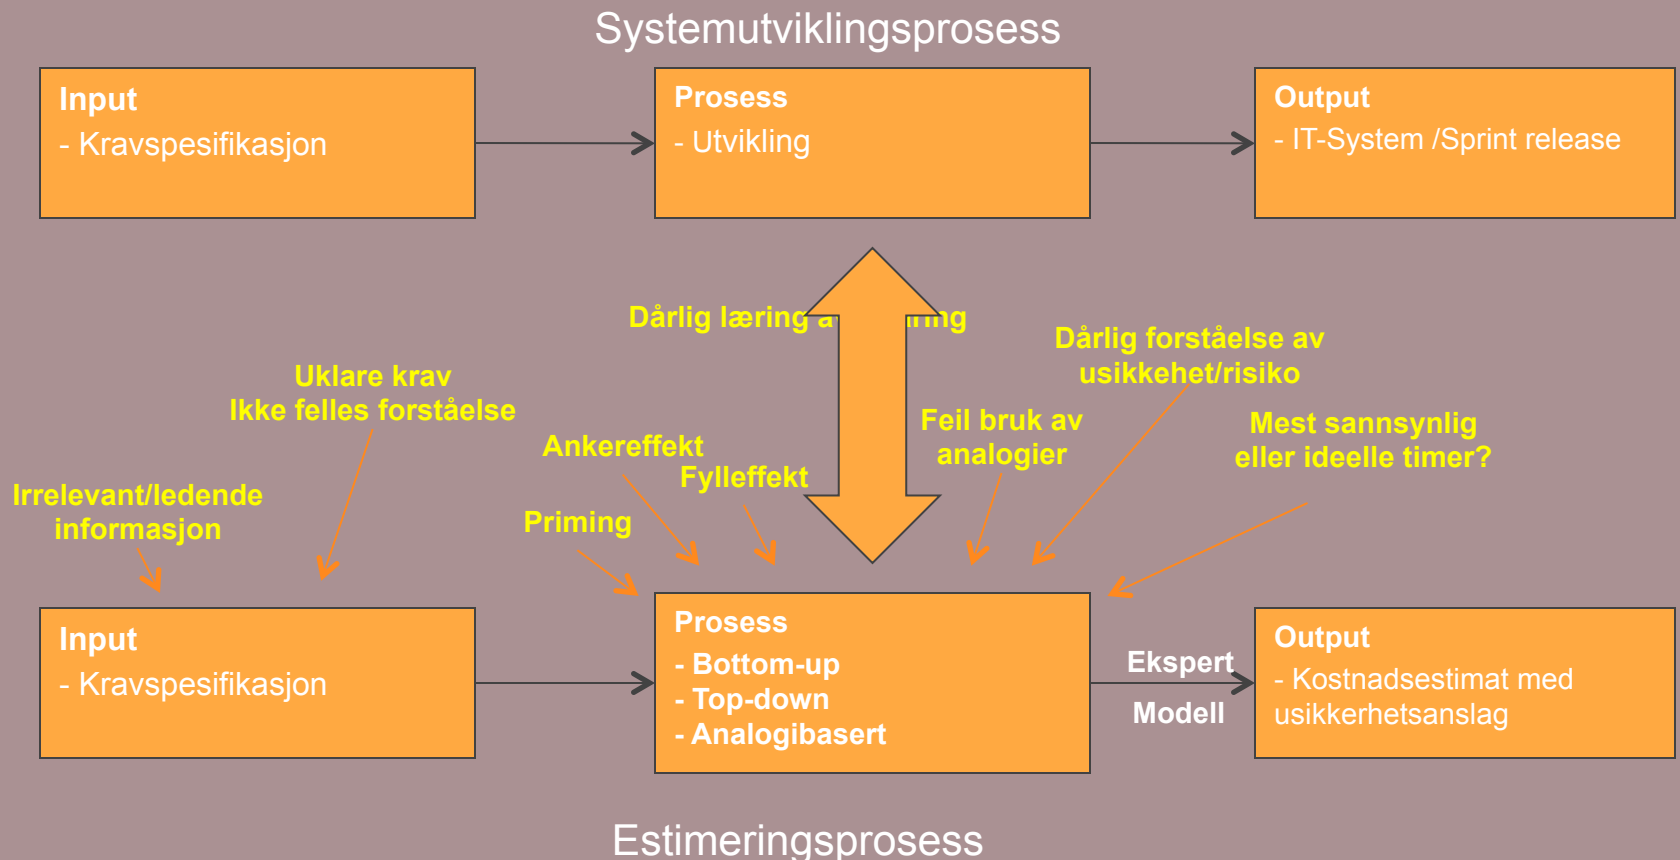 Systemutviklingsprosess
Input
- Kravspesifikasjon
Prosess
- Utvikling
Output
- IT-System /Sprint release
Dårlig læring
Dårlig forståelse av
usikkehet/risiko
Uklare krav
Ikke felles forståelse
Ankereffekt
Fylleffekt
Feil bruk av
analogier
Mest sannsynlig
eller ideelle timer?
Irrelevant/ledende
informasjon
Priming
Input
- Kravspesifikasjon
Prosess
- Bottom-up
- Top-down
- Analogibasert
Ekspert
Modell
Output
- Kostnadsestimat med
usikkerhetsanslag
Estimeringsprosess